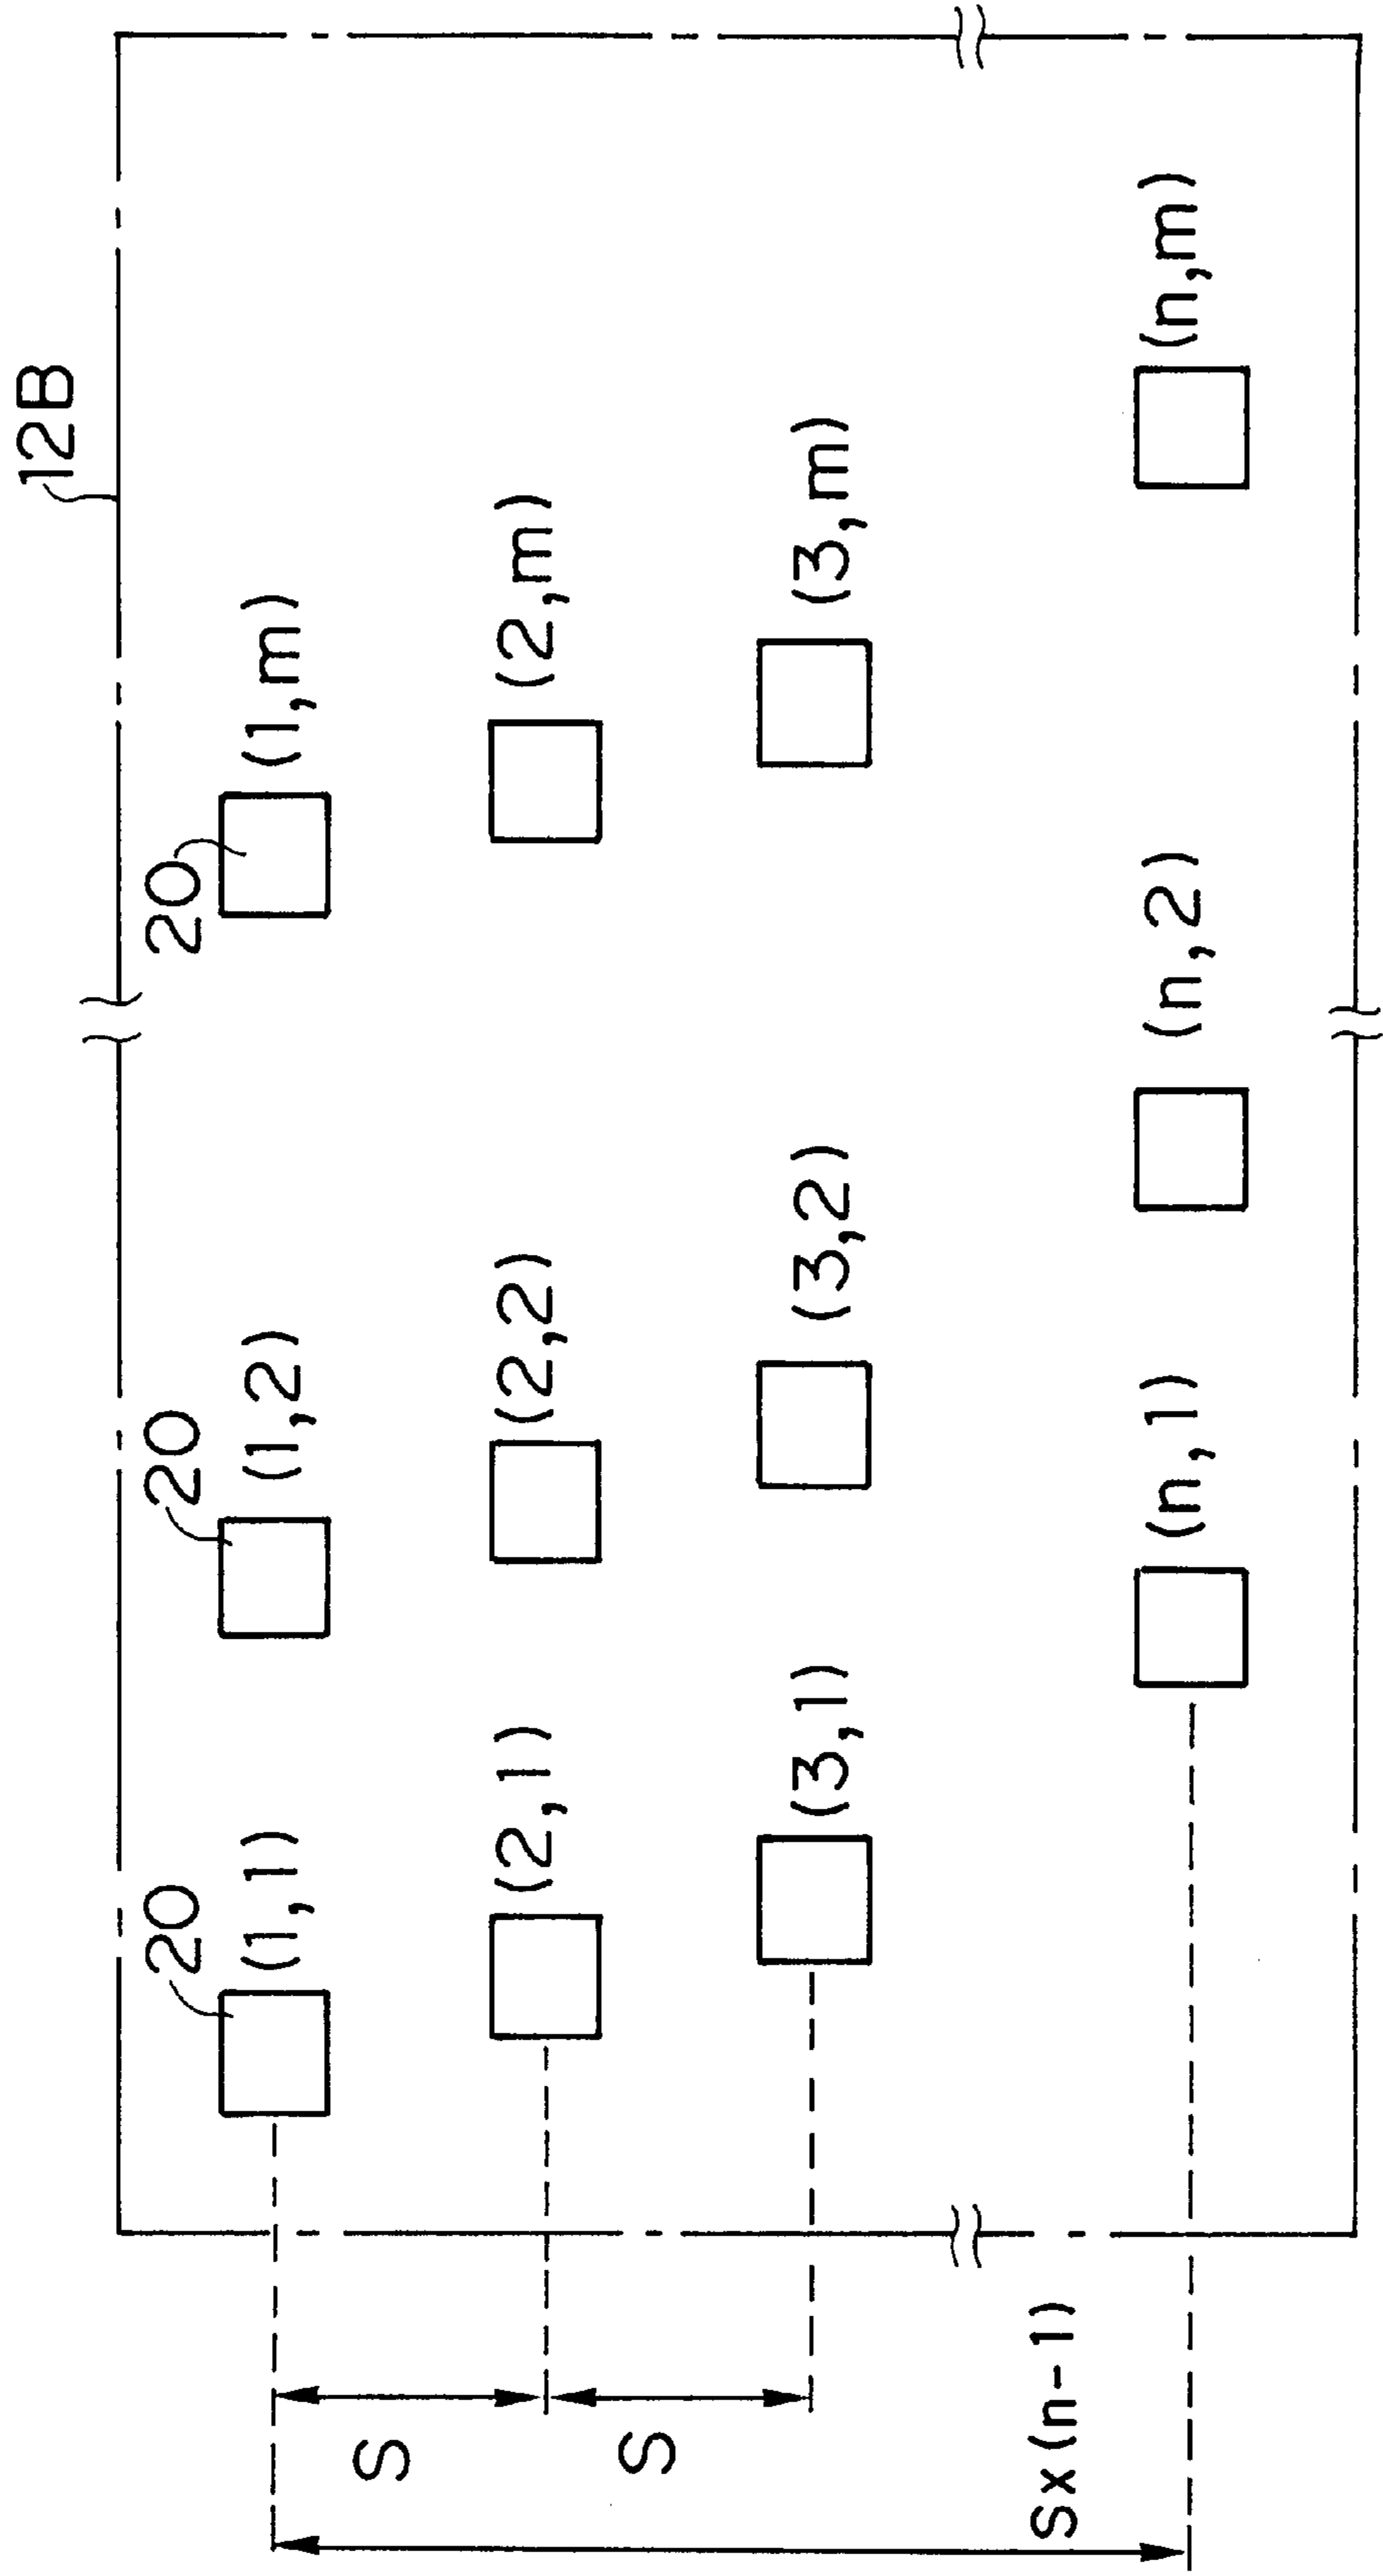 12B
20
20
20
(1,1)
(1,2)
(1,m)
S
(2,1)
(2,2)
(2,m)
S
(3,1)
(3,2)
(3,m)
S×(n-1)
(n,1)
(n,2)
(n,m)